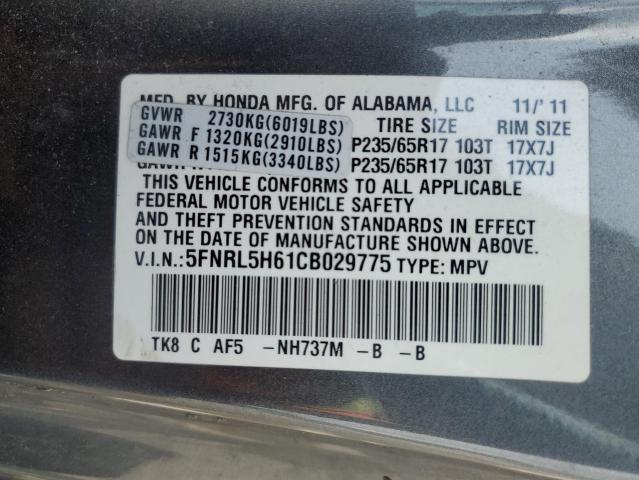 MFD. BY HONDA MFG. OF ALABAMA, LLC 11/'11
GVWR 2730KG(6019LBS) TIRE SIZE RIM SIZE
GAWR F 1320KG(2910LBS) P235/65R17 103T 17X7J
GAWR R 1515KG(3340LBS) P235/65R17 103T 17X7J
THIS VEHICLE CONFORMS TO ALL APPLICABLE
FEDERAL MOTOR VEHICLE SAFETY
AND THEFT PREVENTION STANDARDS IN EFFECT
ON THE DATE OF MANUFACTURE SHOWN ABOVE.
V.I.N.:5FNRL5H61CB029775 TYPE: MPV
TK8 C AF5 -NH737M -B -B